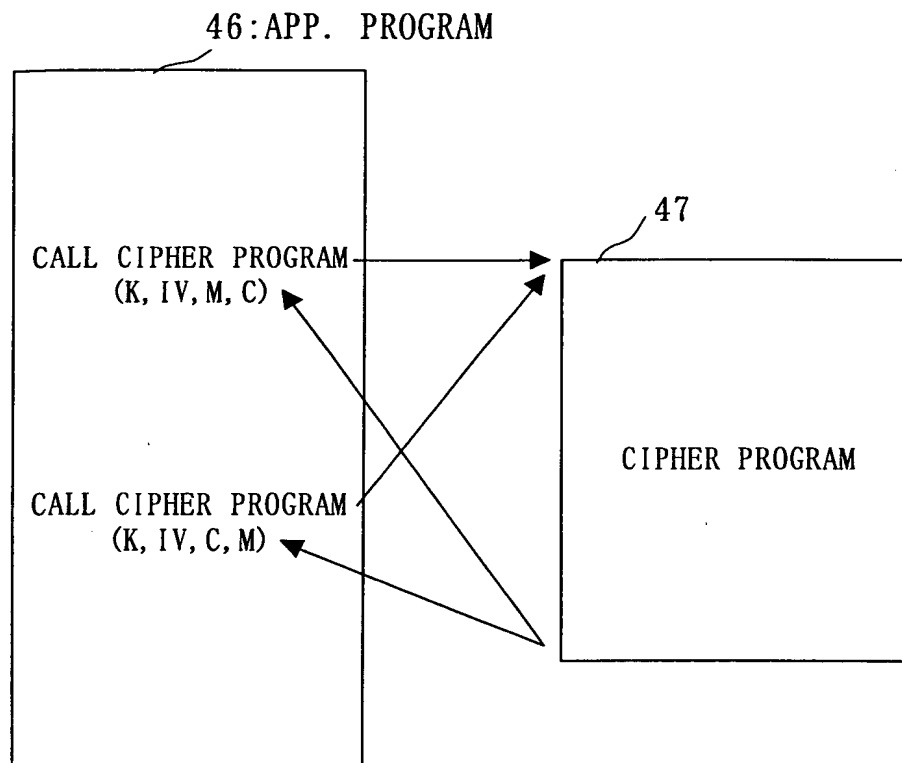 46:APP. PROGRAM
47
CALL CIPHER PROGRAM
(K, IV, M, C)
CIPHER PROGRAM
CALL CIPHER PROGRAM
(K, IV, C, M)